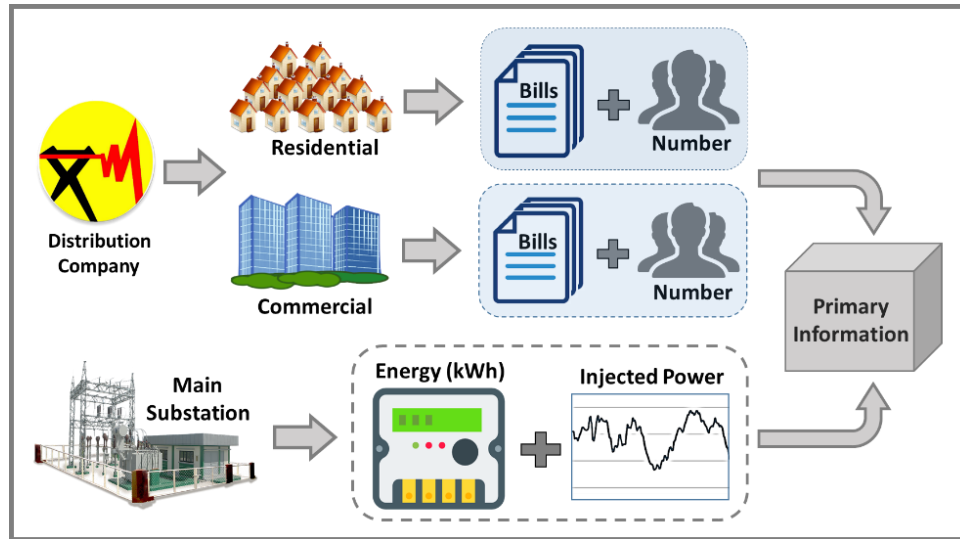 Bills
Number
Residential
Distribution
Company
Bills
Number
Commercial
Primary
Information
Main
Substation
Energy (kWh)
Injected Power